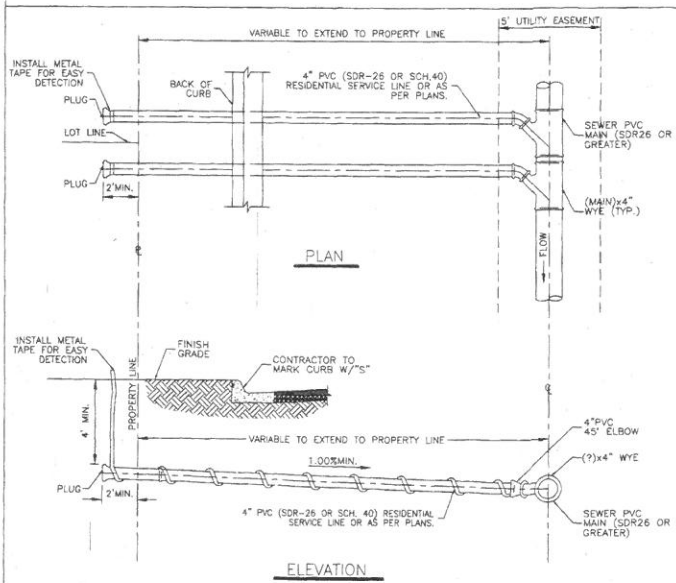 5' UTILITY EASEMENT
VARIABLE TO EXTEND TO PROPERTY LINE
INSTALL METAL
TAPE FOR EASY
DETECTION
PLUG
BACK OF
CURB
4" PVC (SDR-26 OR SCH.40)
RESIDENTIAL SERVICE LINE OR AS
PER PLANS.
SEWER PVC
MAIN (SDR26 OR
GREATER)
LOT LINE
PLUG
2'MIN.
(MAIN)x4"
WYE (TYP.)
FLOW
PLAN
INSTALL METAL
TAPE FOR EASY
DETECTION
PROPERTY LINE
FINISH
GRADE
CONTRACTOR TO
MARK CURB W/"S"
4' MIN.
VARIABLE TO EXTEND TO PROPERTY LINE
4"PVC
45' ELBOW
1.00%MIN.
(?)x4" WYE
PLUG
2'MIN.
4" PVC (SDR-26 OR SCH. 40) RESIDENTIAL
SERVICE LINE OR AS PER PLANS.
SEWER PVC
MAIN (SDR26 OR
GREATER)
ELEVATION